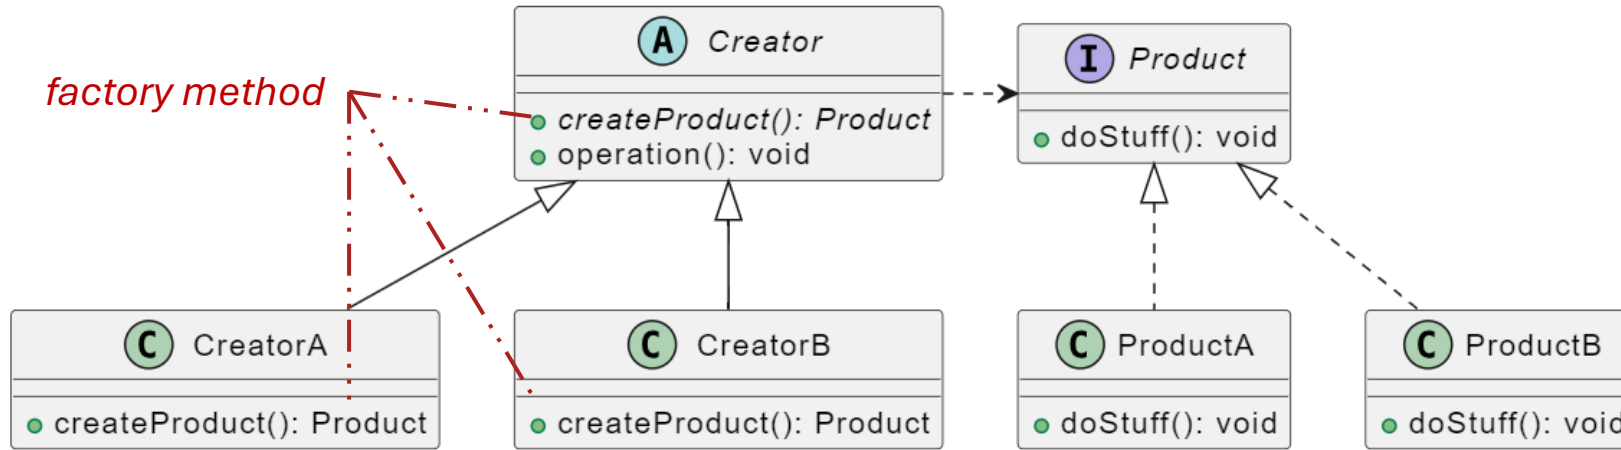 A Creator
I Product
factory method
createProduct(): Product
operation(): void
doStuff(): void
C CreatorA
C CreatorB
C ProductA
C ProductB
createProduct(): Product
createProduct(): Product
doStuff(): void
doStuff(): void